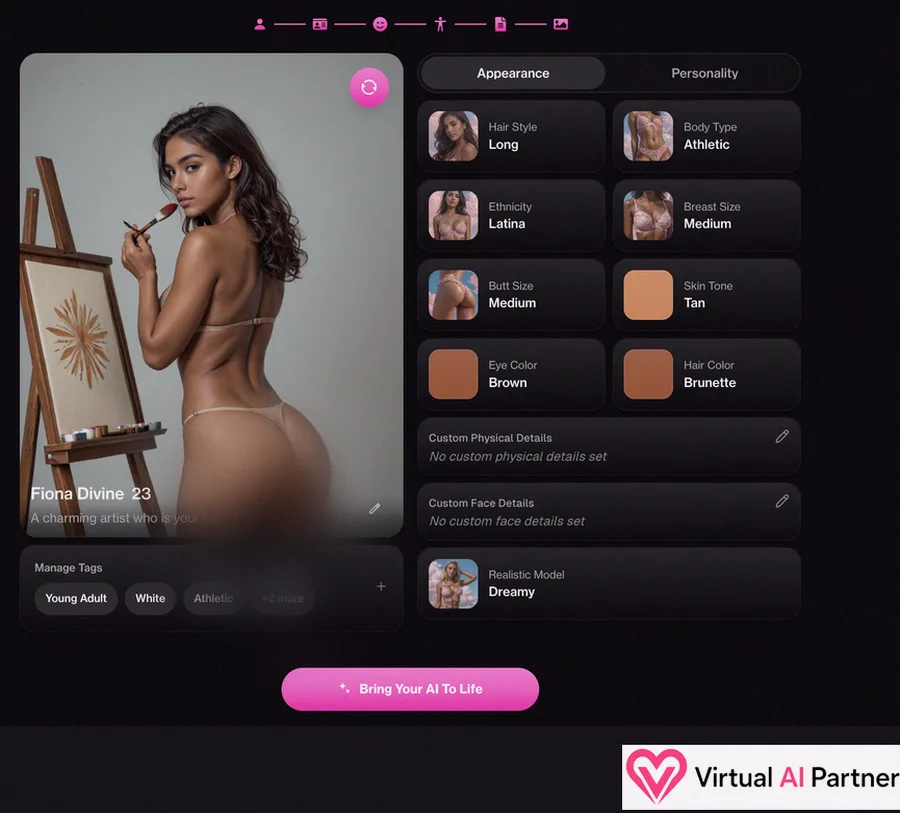 Appearance
Personality
Hair Style
Long
Body Type
Athletic
Ethnicity
Latina
Breast Size
Medium
Butt Size
Medium
Skin Tone
Tan
Eye Color
Brown
Hair Color
Brunette
Custom Physical Details
No custom physical details set
Custom Face Details
No custom face details set
Realistic Model
Dreamy
Fiona Divine 23
A charming artist who is your
Manage Tags
Young Adult
White
Athletic
+2 more
Bring Your AI To Life
Virtual AI Partner